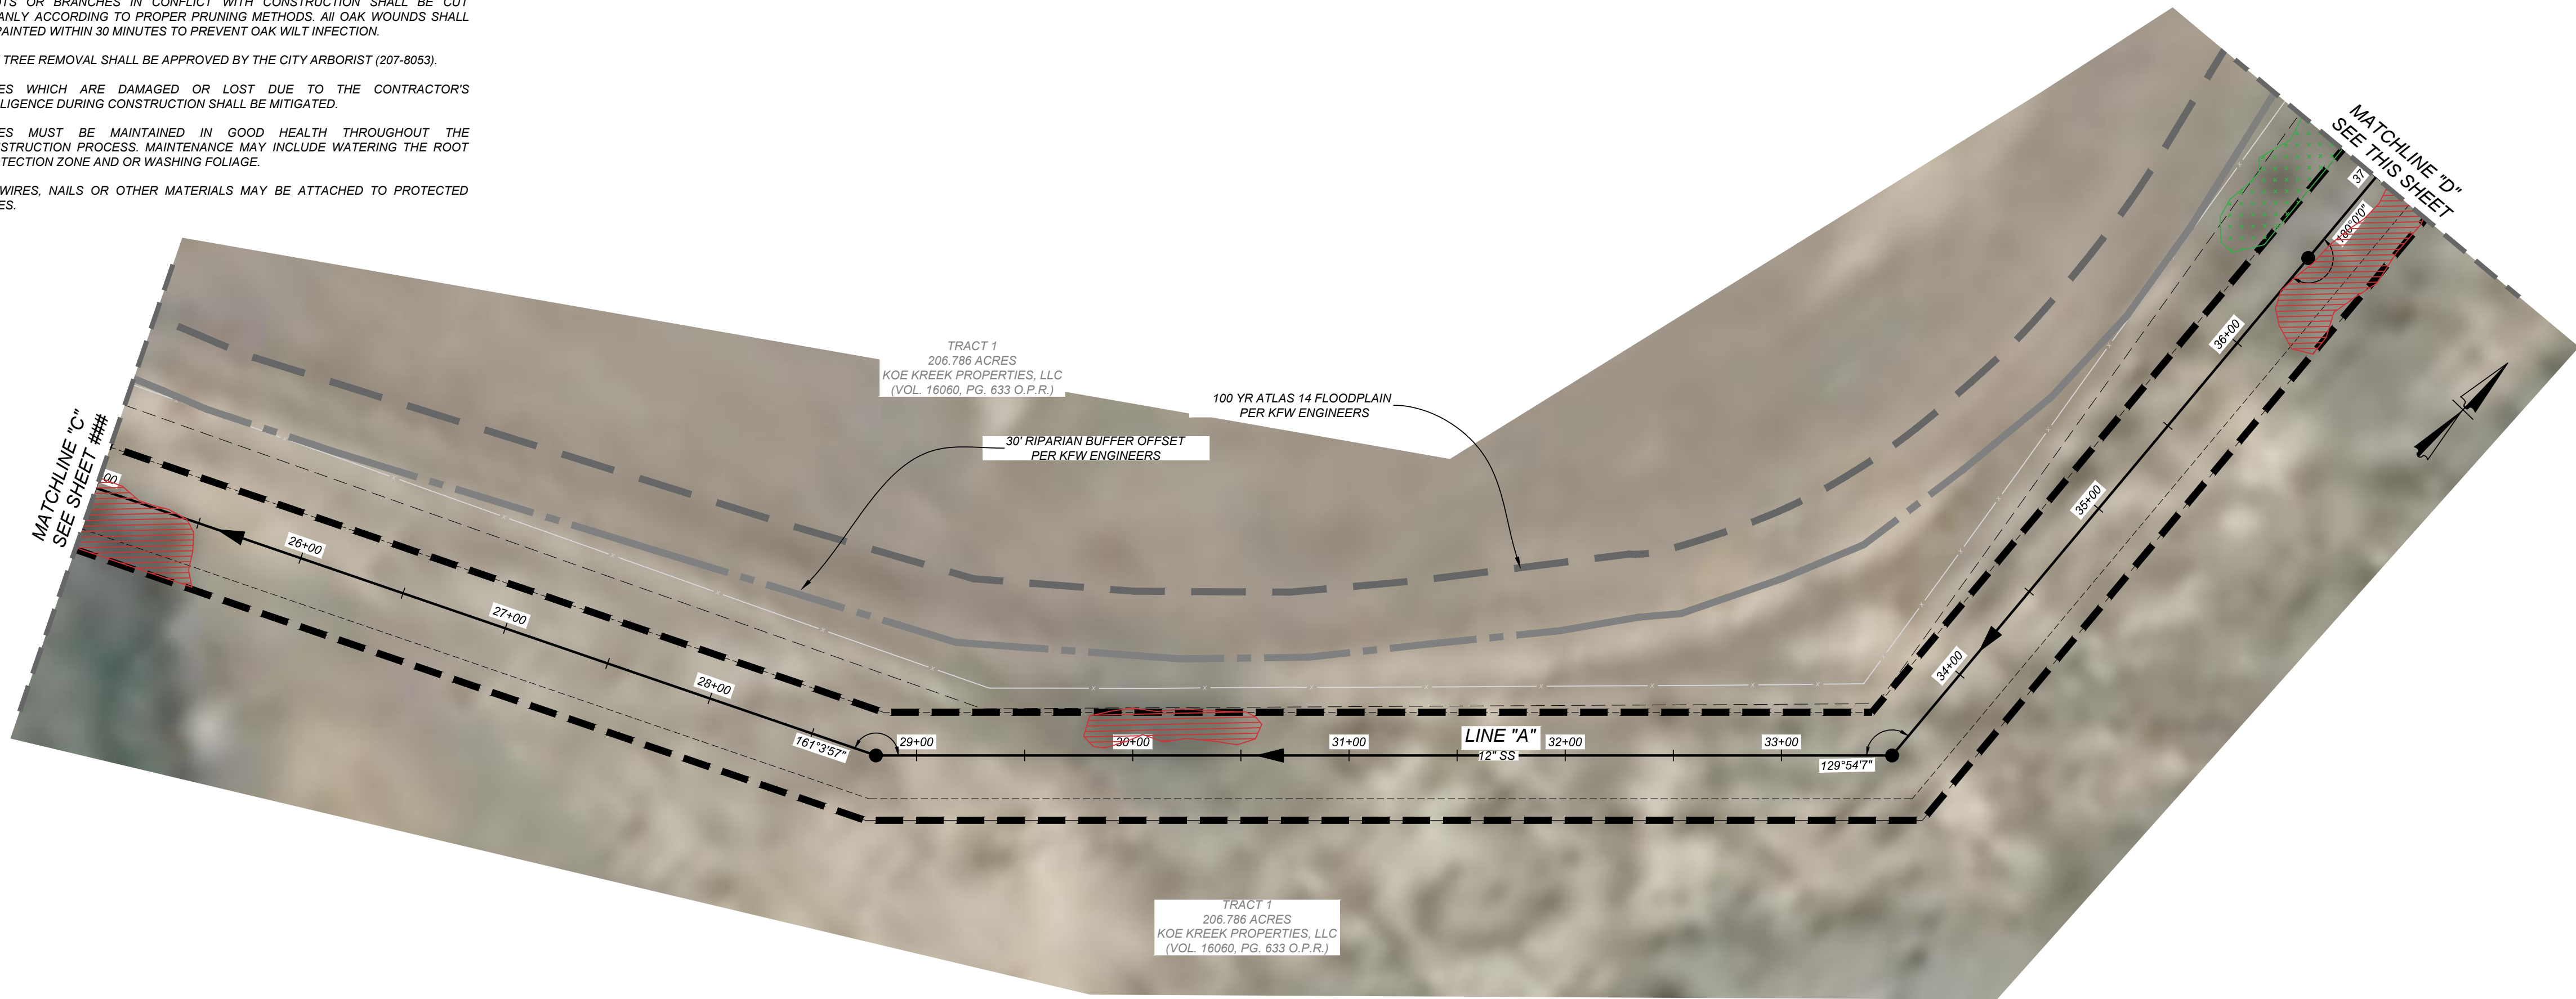 OTS OR BRANCHES IN CONFLICT WITH CONSTRUCTION SHALL BE CUT
ANLY ACCORDING TO PROPER PRUNING METHODS. All OAK WOUNDS SHALL
PAINTED WITHIN 30 MINUTES TO PREVENT OAK WILT INFECTION.
TREE REMOVAL SHALL BE APPROVED BY THE CITY ARBORIST (207-8053).
ES WHICH ARE DAMAGED OR LOST DUE TO THE CONTRACTOR'S
LIGENCE DURING CONSTRUCTION SHALL BE MITIGATED.
ES MUST BE MAINTAINED IN GOOD HEALTH THROUGHOUT THE
STRUCTION PROCESS. MAINTENANCE MAY INCLUDE WATERING THE ROOT
TECTION ZONE AND OR WASHING FOLIAGE.
WIRES, NAILS OR OTHER MATERIALS MAY BE ATTACHED TO PROTECTED
ES.
MATCHLINE "D"
SEE THIS SHEET
37
180°0'0"
36+00
TRACT 1
206.786 ACRES
KOE KREEK PROPERTIES, LLC
(VOL. 16060, PG. 633 O.P.R.)
100 YR ATLAS 14 FLOODPLAIN
PER KFW ENGINEERS
30' RIPARIAN BUFFER OFFSET
PER KFW ENGINEERS
MATCHLINE "C"
SEE SHEET ###
00
26+00
27+00
28+00
161°3'57"
29+00
30+00
31+00
LINE "A"
12" SS
32+00
33+00
129°54'7"
34+00
35+00
TRACT 1
206.786 ACRES
KOE KREEK PROPERTIES, LLC
(VOL. 16060, PG. 633 O.P.R.)